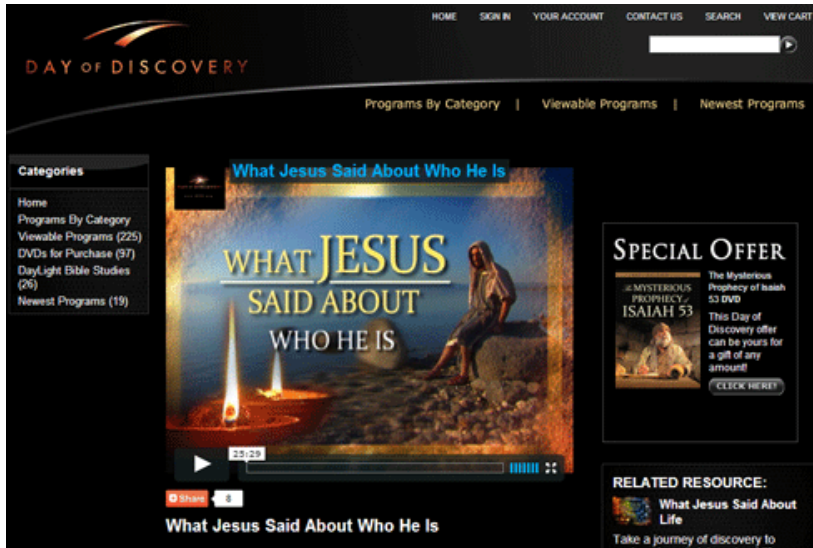 HOME SIGN IN YOUR ACCOUNT CONTACT US SEARCH VIEW CART
DAY OF DISCOVERY
Programs By Category | Viewable Programs | Newest Programs
Categories
Home
Programs By Category
Viewable Programs (225)
DVDs for Purchase (97)
DayLight Bible Studies
(26)
Newest Programs (19)
What Jesus Said About Who He Is
WHAT JESUS
SAID ABOUT
WHO HE IS
25:29
Share 8
What Jesus Said About Who He Is
SPECIAL OFFER
THE MYSTERIOUS
PROPHECY OF
ISAIAH 53
The Mysterious
Prophecy of Isaiah
53 DVD
This Day of
Discovery offer
can be yours for
a gift of any
amount!
CLICK HERE!
RELATED RESOURCE:
What Jesus Said About
Life
Take a journey of discovery to